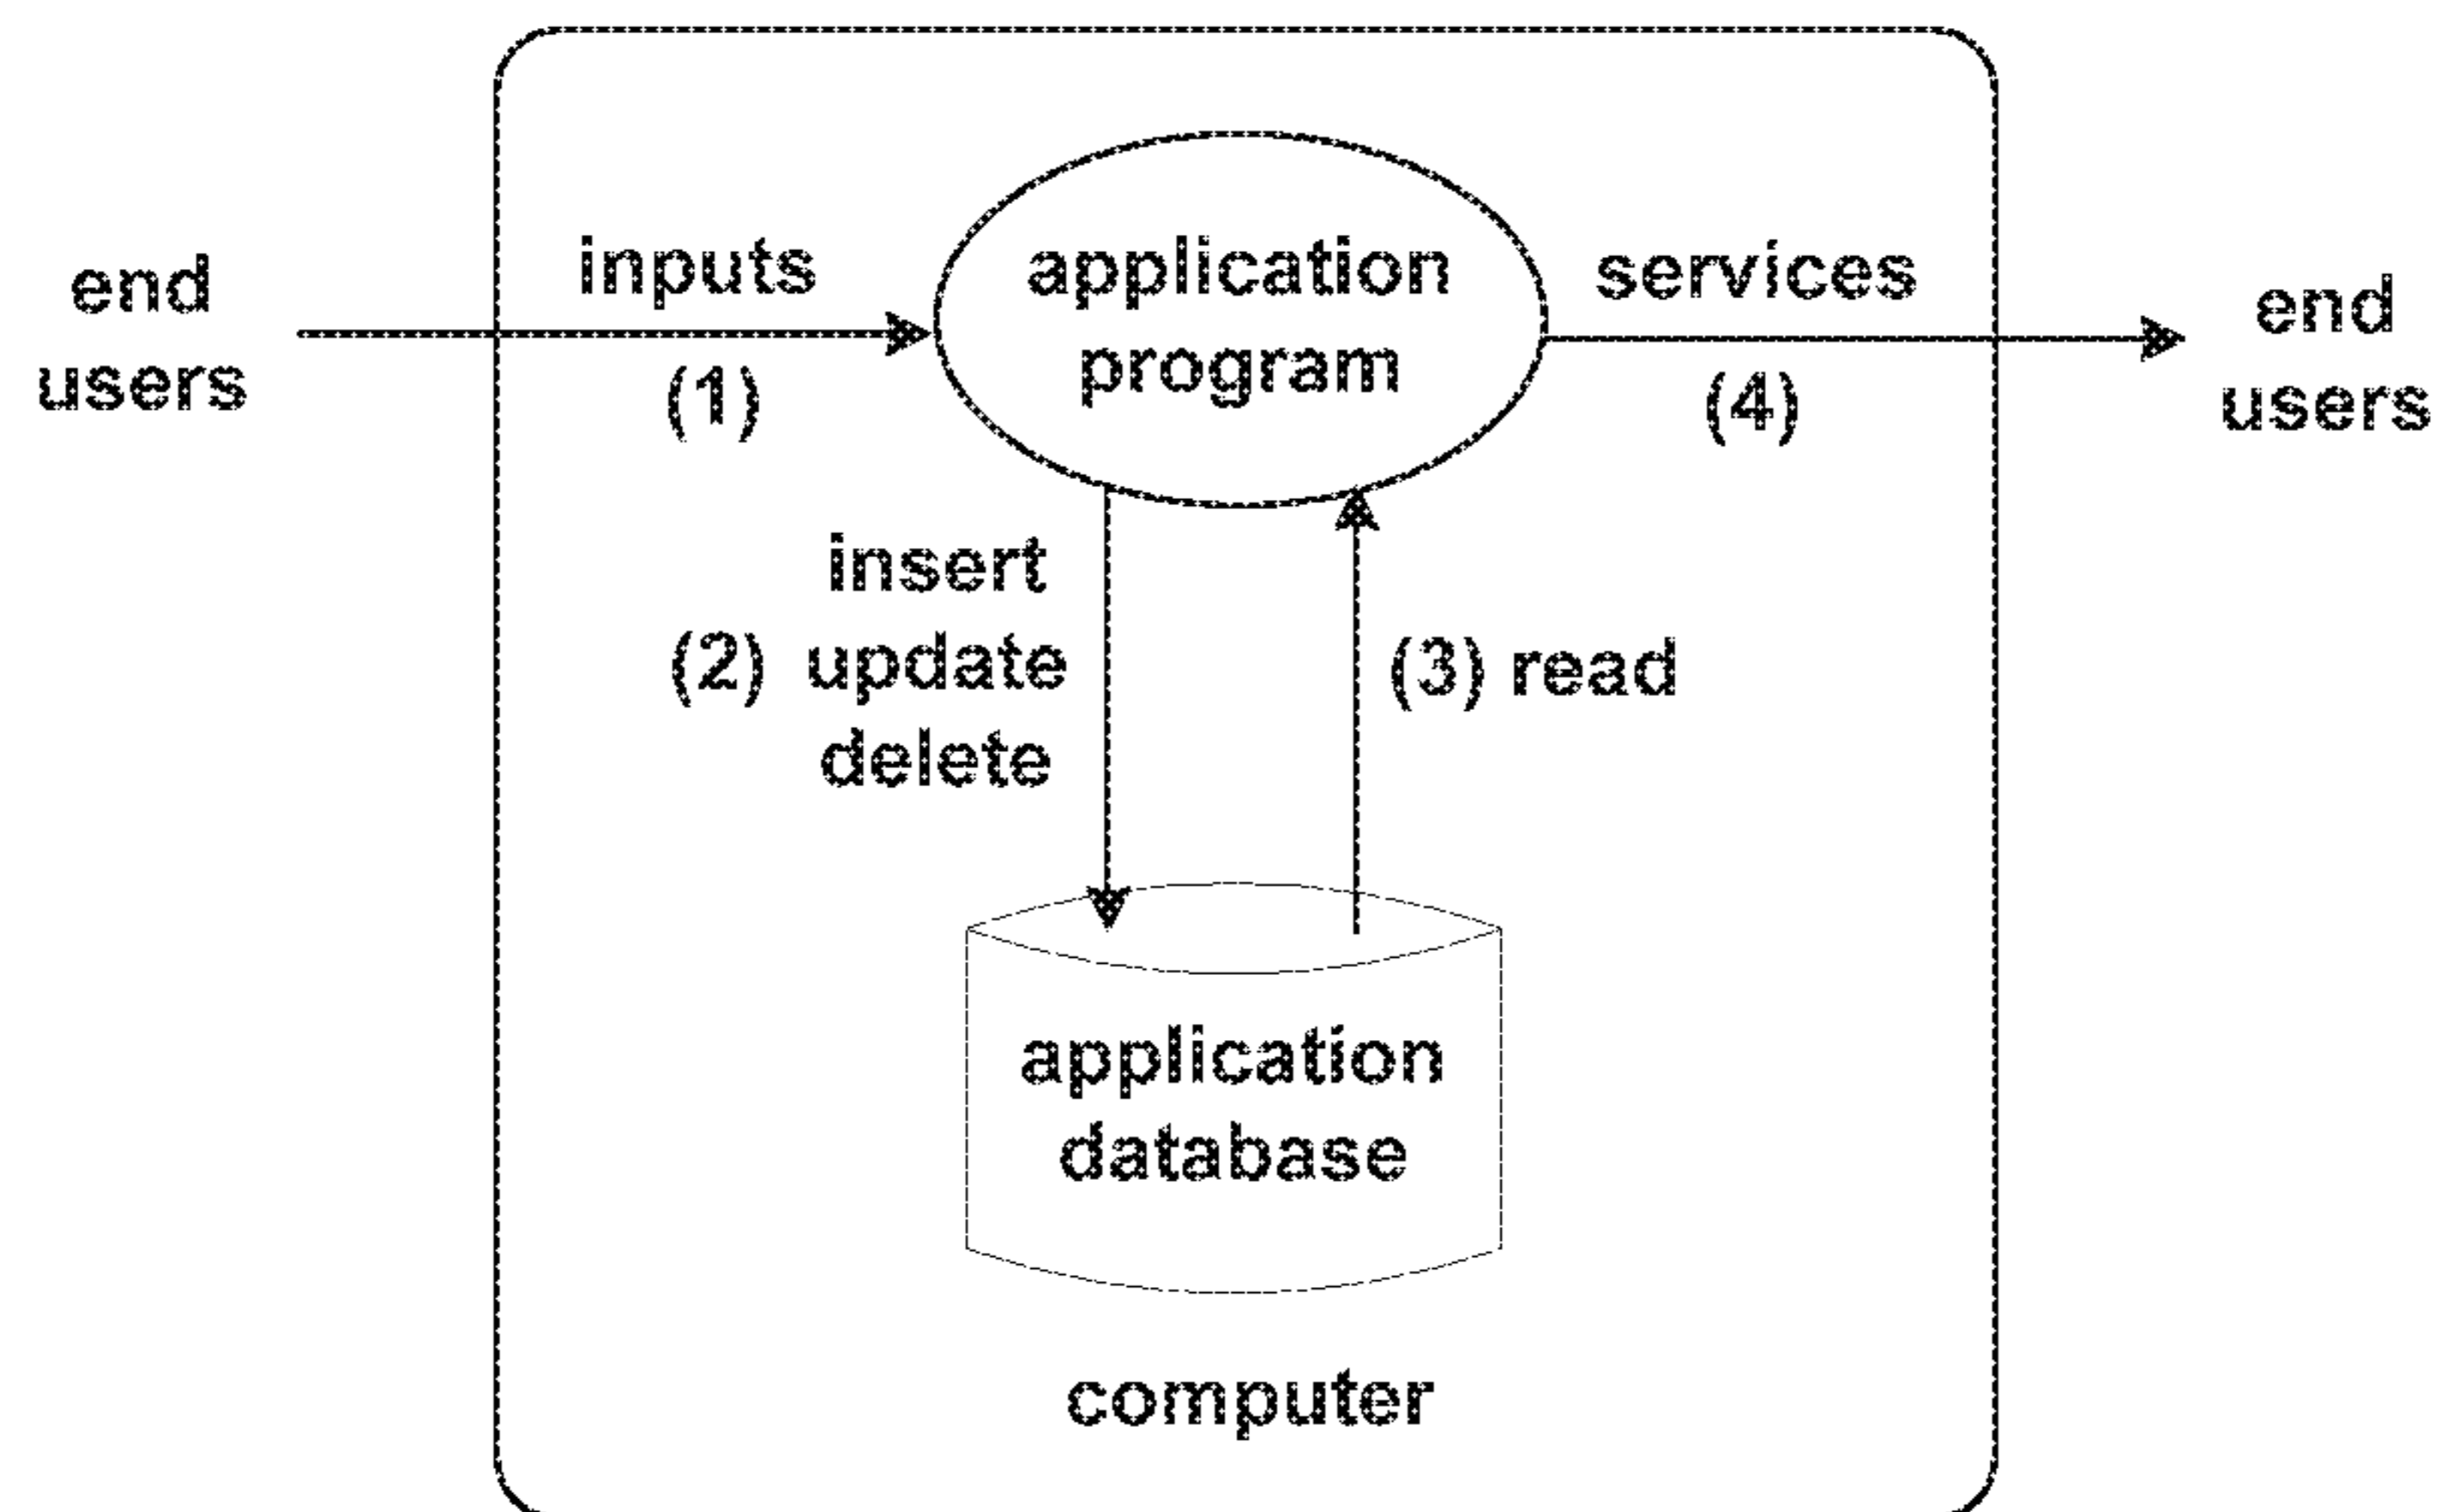 end
users
inputs
(1)
application
program
services
(4)
end
users
insert
(2) update
delete
(3) read
application
database
computer